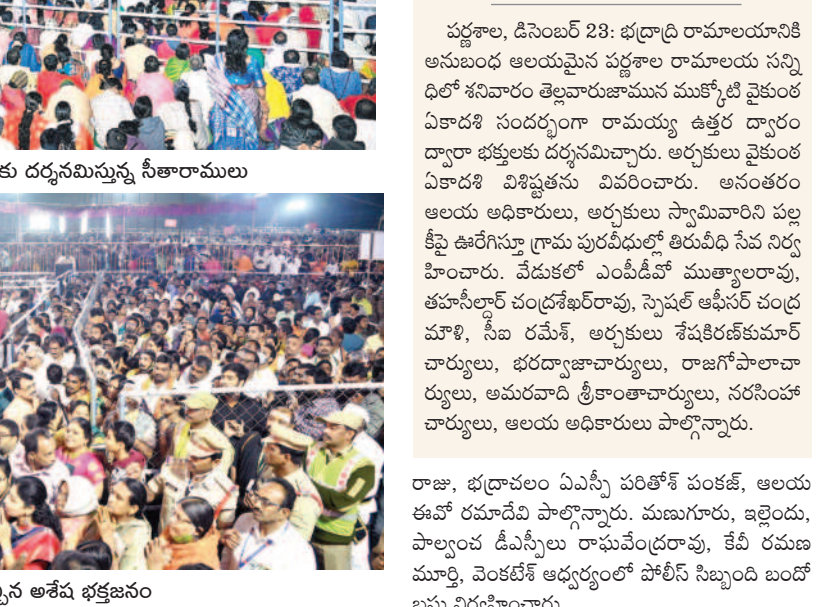 కు దర్శనమిస్తున్న సీతారాములు
చ్చిన అశేష భక్తజనం
పర్ణశాల, డిసెంబర్ 23: భద్రాద్రి రామాలయానికి
అనుబంధ ఆలయమైన పర్ణశాల రామాలయ సన్ని
ధిలో శనివారం తెల్లవారుజామున ముక్కోటి వైకుంఠ
ఏకాదశి సందర్భంగా రామయ్య ఉత్తర ద్వారం
ద్వారా భక్తులకు దర్శనమిచ్చారు. అర్చకులు వైకుంఠ
ఏకాదశి విశిష్టతను వివరించారు. అనంతరం
ఆలయ అధికారులు, అర్చకులు స్వామివారిని పల్ల
కీపై ఊరేగిస్తూ గ్రామ పురవీధుల్లో తిరువీధి సేవ నిర్వ
హించారు. వేడుకలో ఎంపీడీవో ముత్యాలరావు,
తహసీల్దార్ చంద్రశేఖర్‌రావు, స్పెషల్ ఆఫీసర్ చంద్ర
మౌళి, సీఐ రమేశ్, అర్చకులు శేషకిరణ్‌కుమార్
చార్యులు, భరద్వాజాచార్యులు, రాజగోపాలాచా
ర్యులు, అమరవాది శ్రీకాంతాచార్యులు, నరసింహా
చార్యులు, ఆలయ అధికారులు పాల్గొన్నారు.
రాజు, భద్రాచలం ఏఎస్పీ పరితోశ్ పంకజ్, ఆలయ
ఈవో రమాదేవి పాల్గొన్నారు. మణుగూరు, ఇల్లెందు,
పాల్వంచ డీఎస్పీలు రాఘవేంద్రరావు, కేవీ రమణ
మూర్తి, వెంకటేశ్ ఆధ్వర్యంలో పోలీస్ సిబ్బంది బందో
బస్తు నిర్వహించారు.